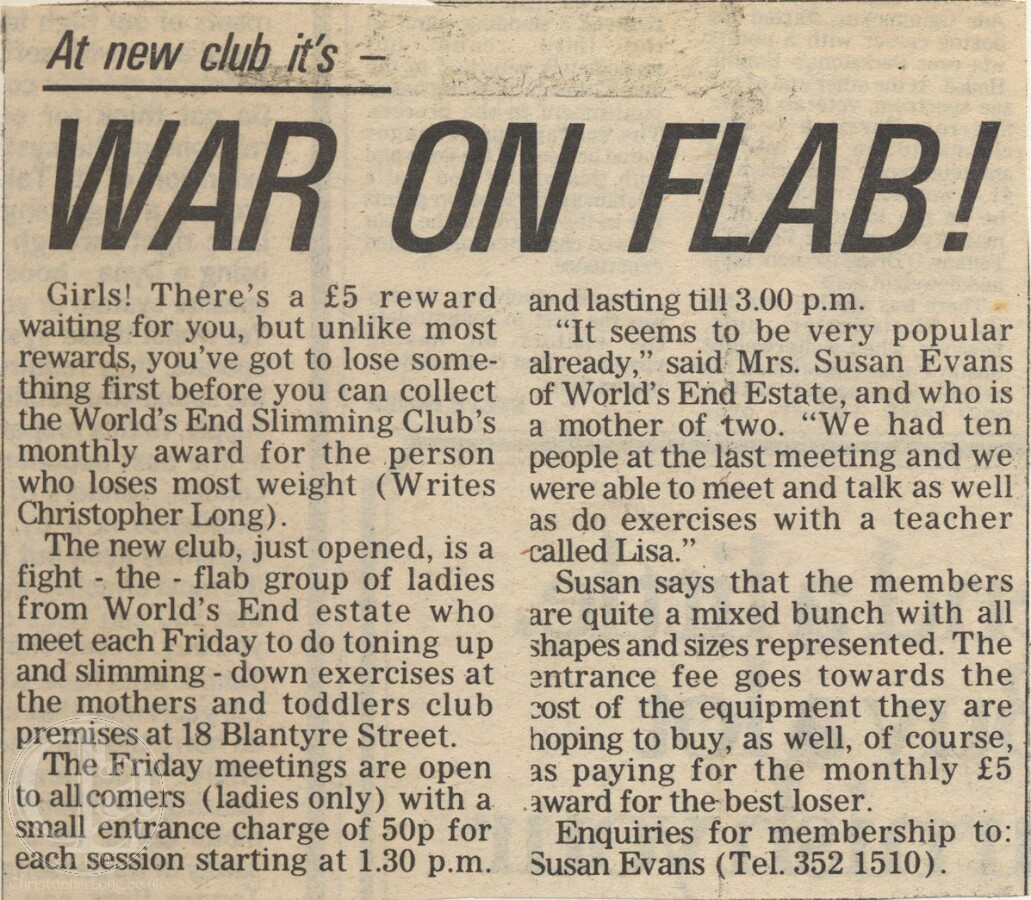 At new club it's –
WAR ON FLAB!
Girls! There's a £5 reward
waiting for you, but unlike most
rewards, you've got to lose some-
thing first before you can collect
the World's End Slimming Club's
monthly award for the person
who loses most weight (Writes
Christopher Long).
The new club, just opened, is a
fight - the - flab group of ladies
from World's End estate who
meet each Friday to do toning up
and slimming - down exercises at
the mothers and toddlers club
premises at 18 Blantyre Street.
The Friday meetings are open
to all comers (ladies only) with a
small entrance charge of 50p for
each session starting at 1.30 p.m.
and lasting till 3.00 p.m.
"It seems to be very popular
already," said Mrs. Susan Evans
of World's End Estate, and who is
a mother of two. "We had ten
people at the last meeting and we
were able to meet and talk as well
as do exercises with a teacher
called Lisa."
Susan says that the members
are quite a mixed bunch with all
shapes and sizes represented. The
entrance fee goes towards the
cost of the equipment they are
hoping to buy, as well, of course,
as paying for the monthly £5
award for the best loser.
Enquiries for membership to:
Susan Evans (Tel. 352 1510).
ChristopherLong.co.uk